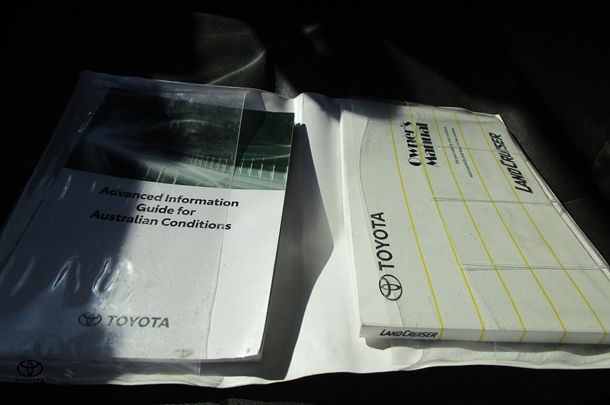 Advanced Information
Guide for
Australian Conditions
TOYOTA
TOYOTA
Owner's
Manual
LAND CRUISER
TOYOTA
LAND CRUISER